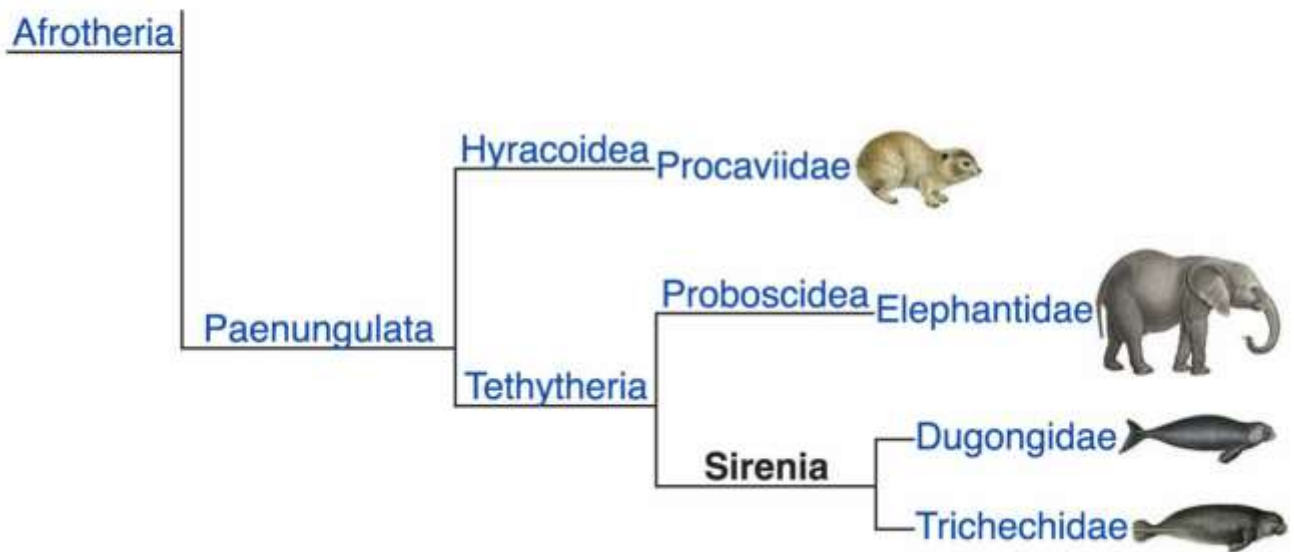 Afrotheria
Hyracoidea
Procaviidae
Proboscidea
Elephantidae
Paenungulata
Tethytheria
Dugongidae
Sirenia
Trichechidae